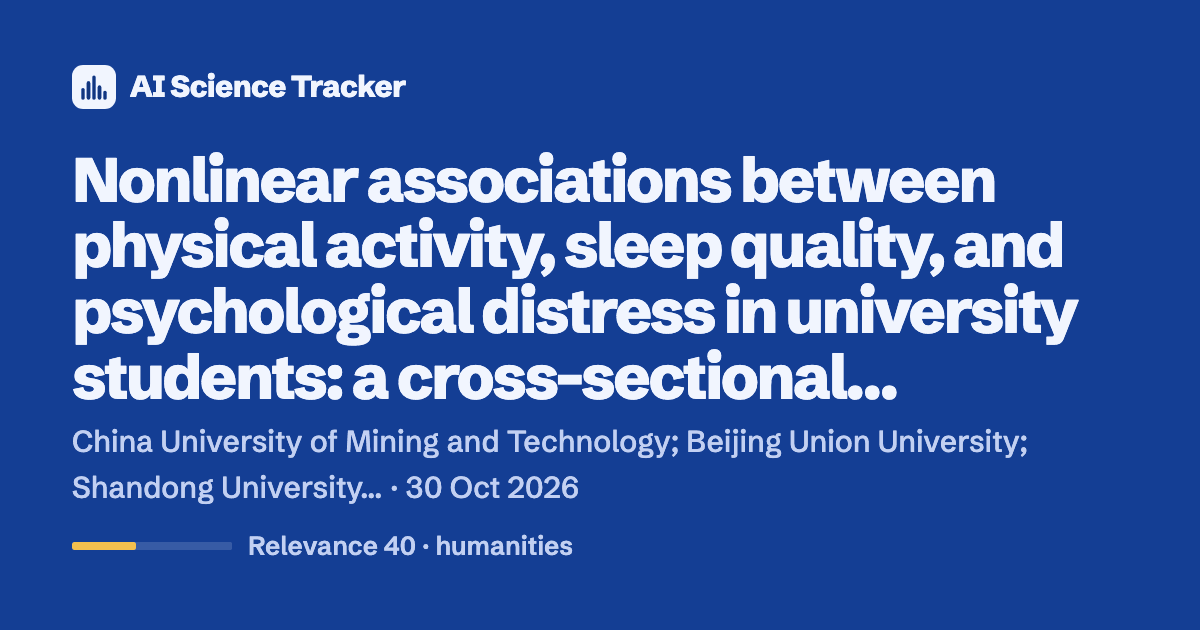 AI Science Tracker
Nonlinear associations between
physical activity, sleep quality, and
psychological distress in university
students: a cross-sectional...
China University of Mining and Technology; Beijing Union University;
Shandong University... · 30 Oct 2026
Relevance 40 · humanities